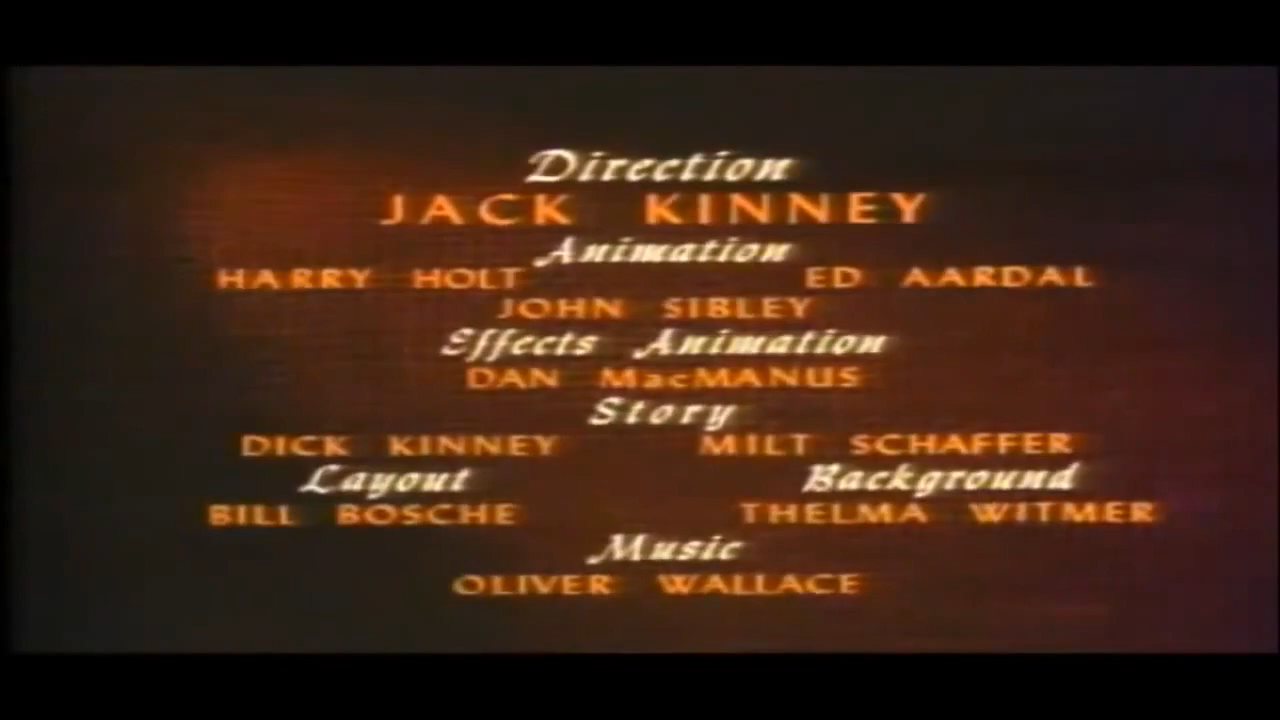 Direction
JACK KINNEY
Animation
HARRY HOLT ED AARDAL
JOHN SIBLEY
Effects Animation
DAN MacMANUS
Story
DICK KINNEY MILT SCHAFFER
Layout Background
BILL BOSCHE THELMA WITMER
Music
OLIVER WALLACE